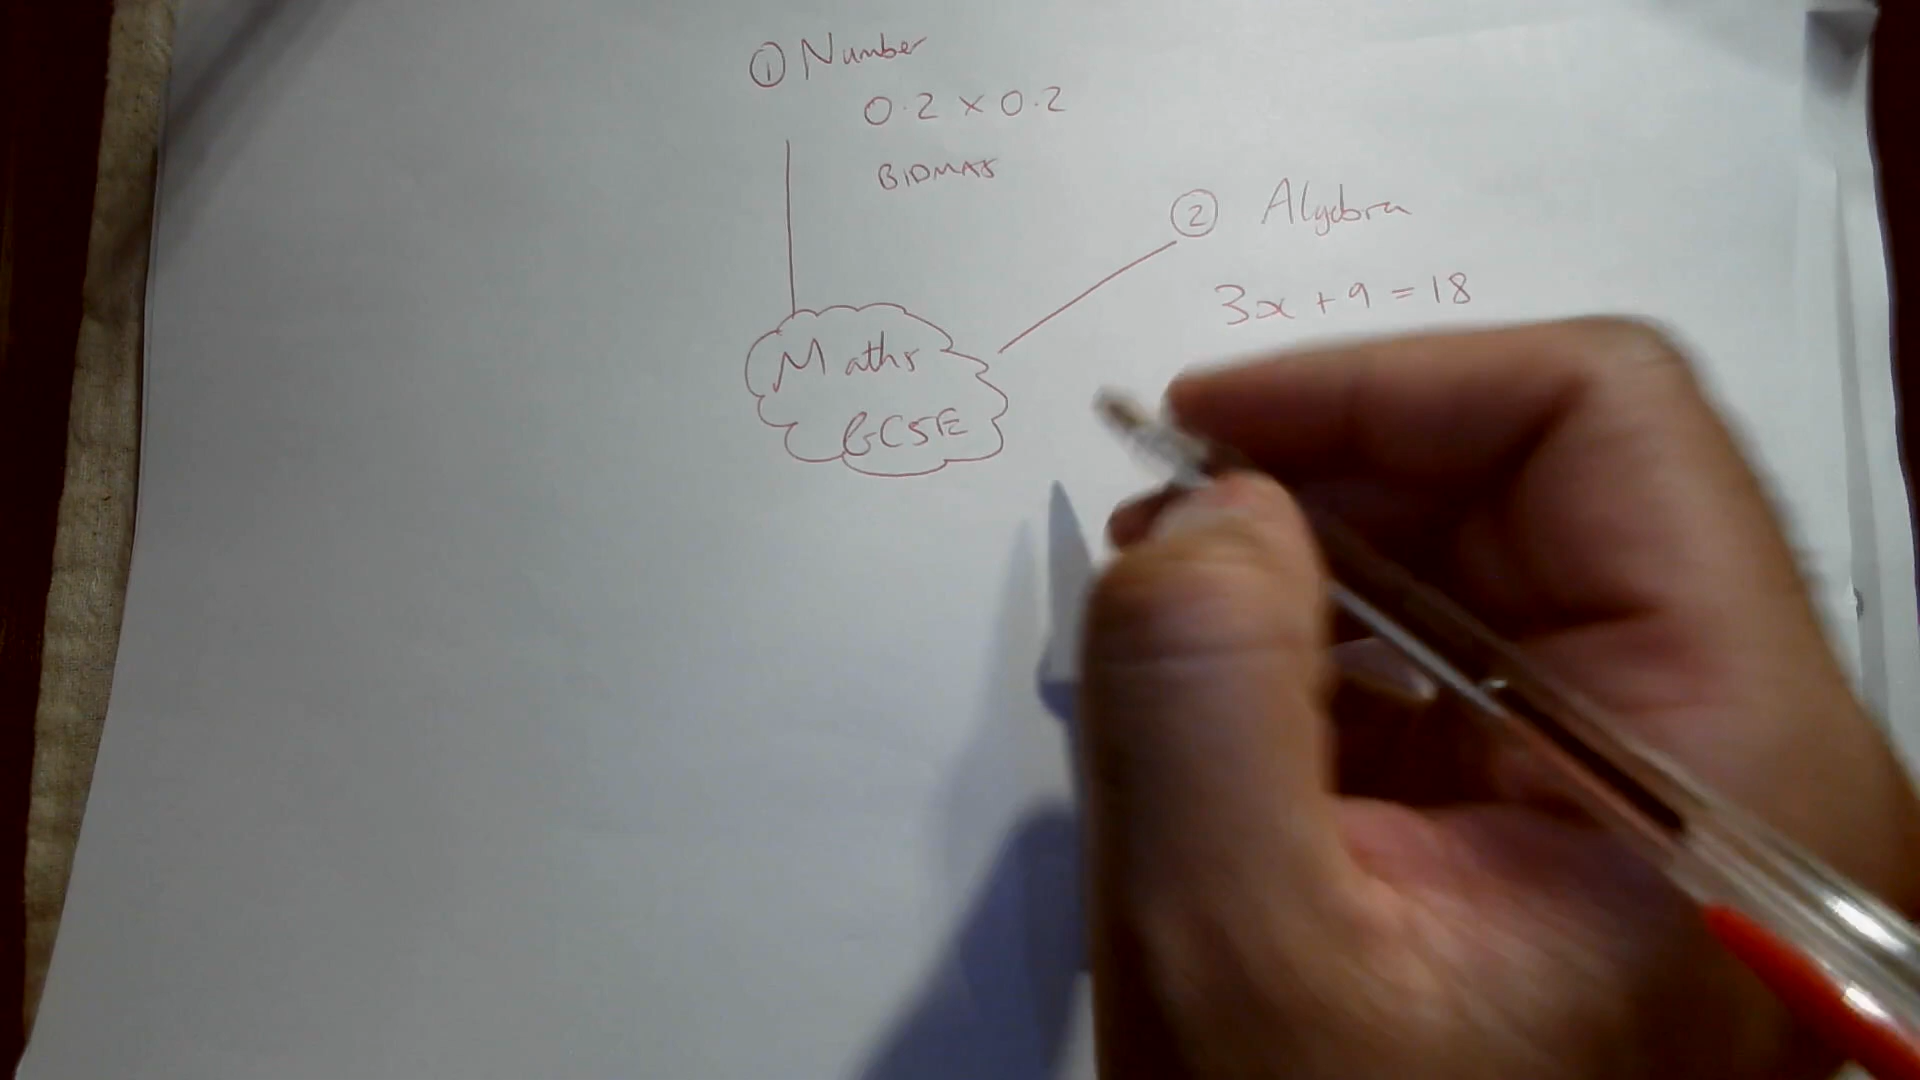 ① Number
0.2 × 0.2
BIDMAS
② Algebra
3x + 9 = 18
Maths
GCSE